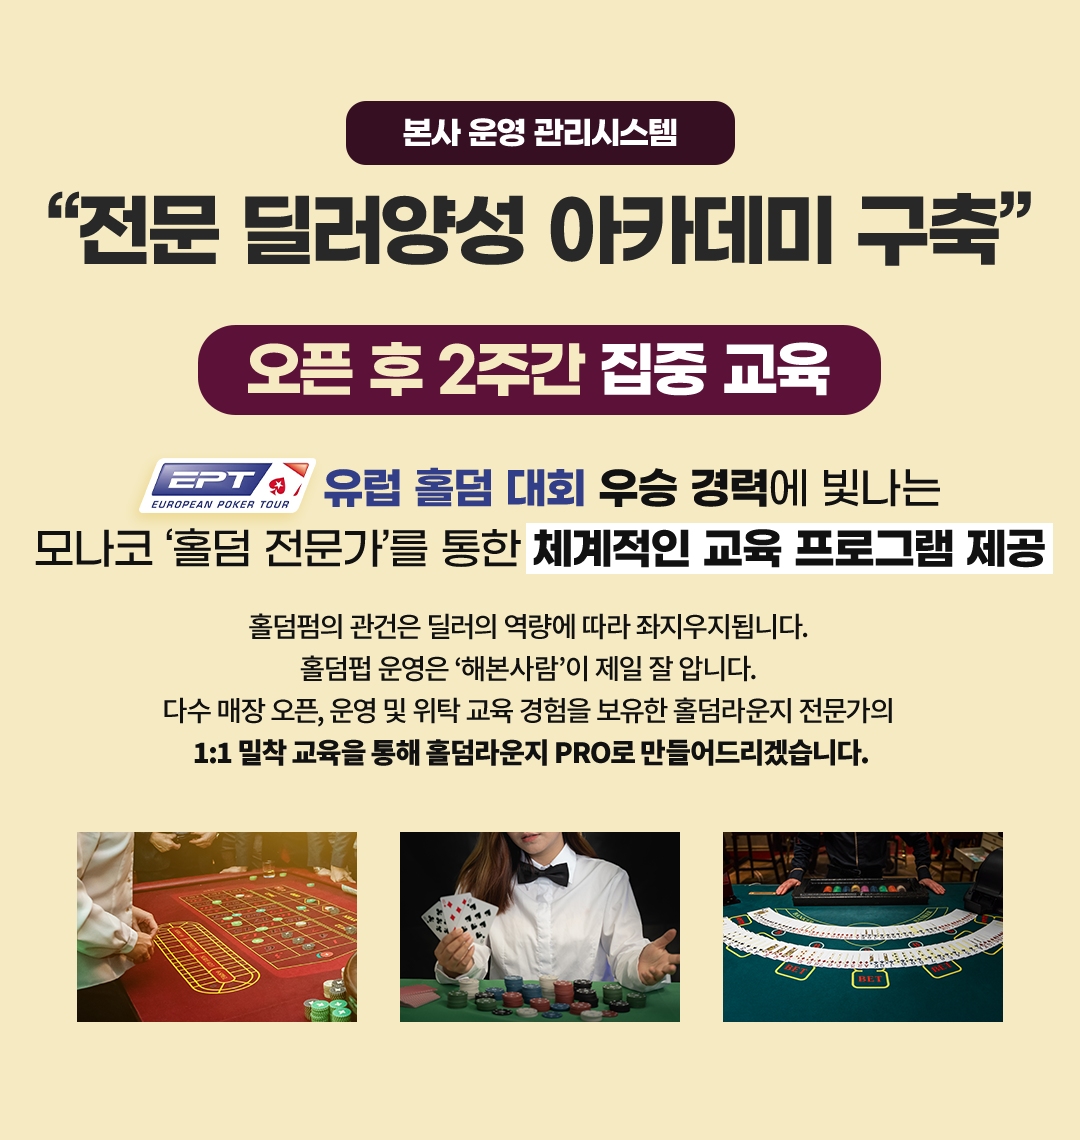 본사 운영 관리시스템
“전문 딜러양성 아카데미 구축”
오픈 후 2주간 집중 교육
EPT
EUROPEAN POKER TOUR
유럽 홀덤 대회 우승 경력에 빛나는
모나코 ‘홀덤 전문가’를 통한 체계적인 교육 프로그램 제공
홀덤펌의 관건은 딜러의 역량에 따라 좌지우지됩니다.
홀덤펍 운영은 ‘해본사람’이 제일 잘 압니다.
다수 매장 오픈, 운영 및 위탁 교육 경험을 보유한 홀덤라운지 전문가의
1:1 밀착 교육을 통해 홀덤라운지 PRO로 만들어드리겠습니다.
BET
BET
BET